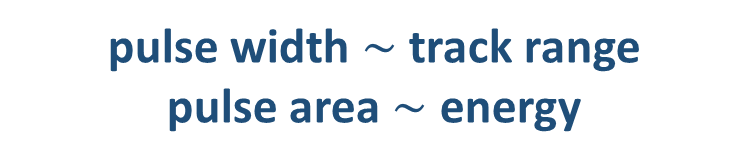 pulse width ~ track range
pulse area ~ energy